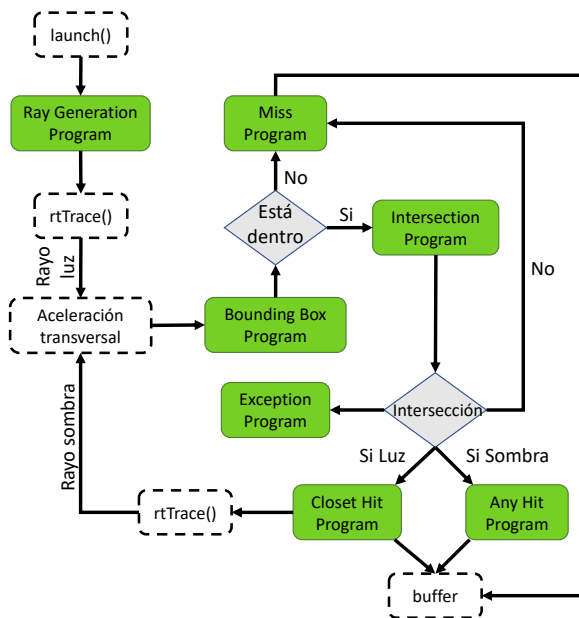 launch()
Ray Generation
Program
rtTrace()
Rayo
luz
Aceleración
transversal
Bounding Box
Program
Está
dentro
No
Miss
Program
Si
Intersection
Program
No
Intersección
Exception
Program
Si Luz
Si Sombra
Closet Hit
Program
Any Hit
Program
rtTrace()
Rayo sombra
buffer